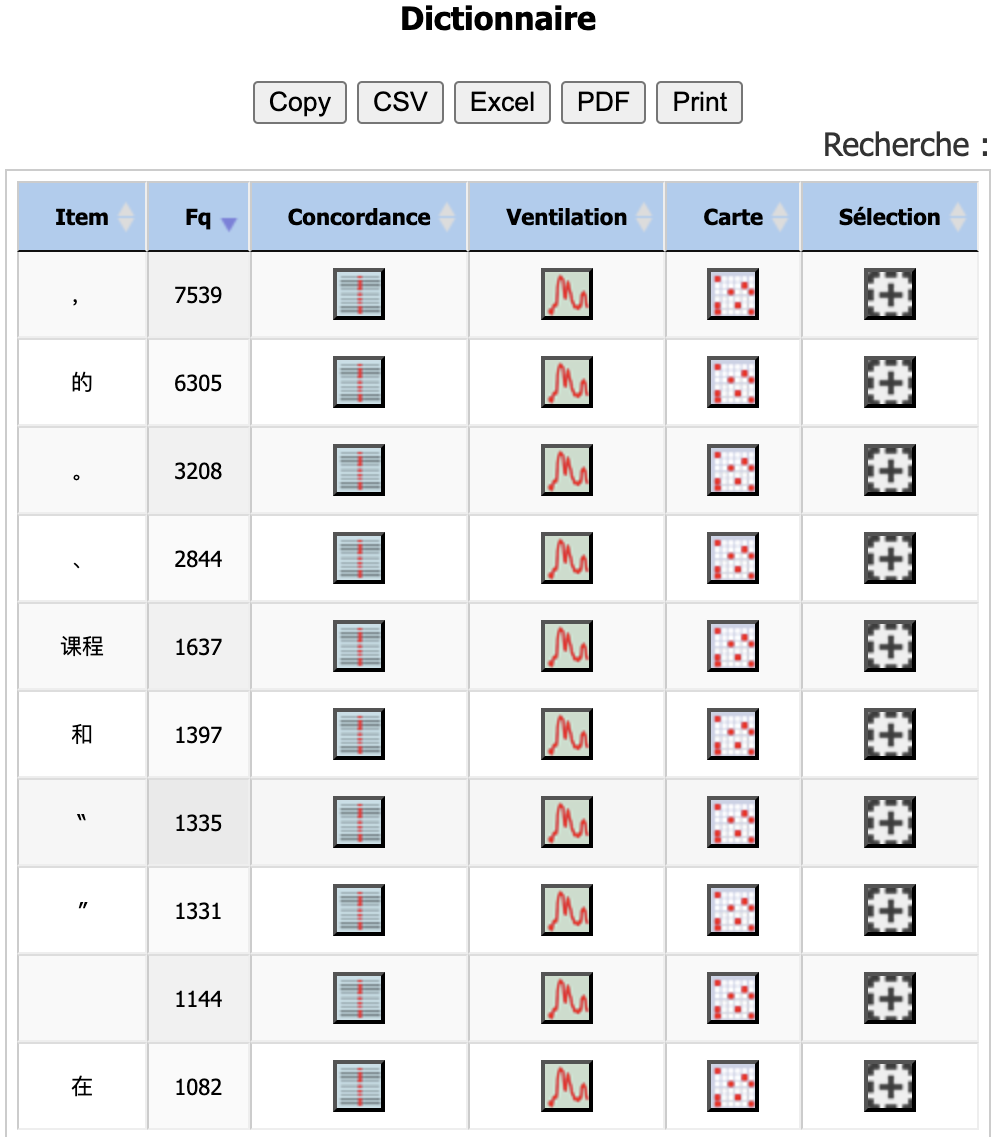 Dictionnaire
Copy CSV Excel PDF Print
Recherche :
Item Fq Concordance Ventilation Carte Sélection
， 7539
的 6305
。 3208
、 2844
课程 1637
和 1397
“ 1335
” 1331
1144
在 1082